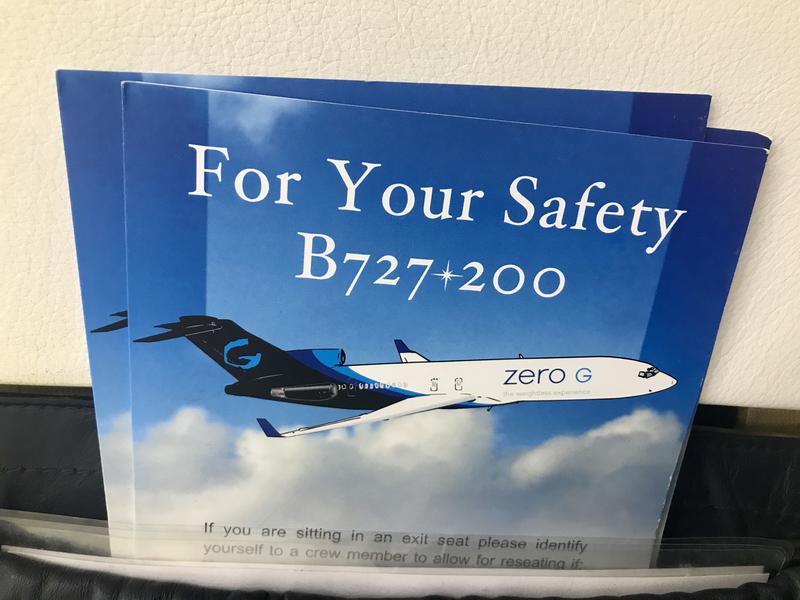 For Your Safety
B727✶200
G
zero G
the weightless experience
If you are sitting in an exit seat please identify
yourself to a crew member to allow for reseating if: